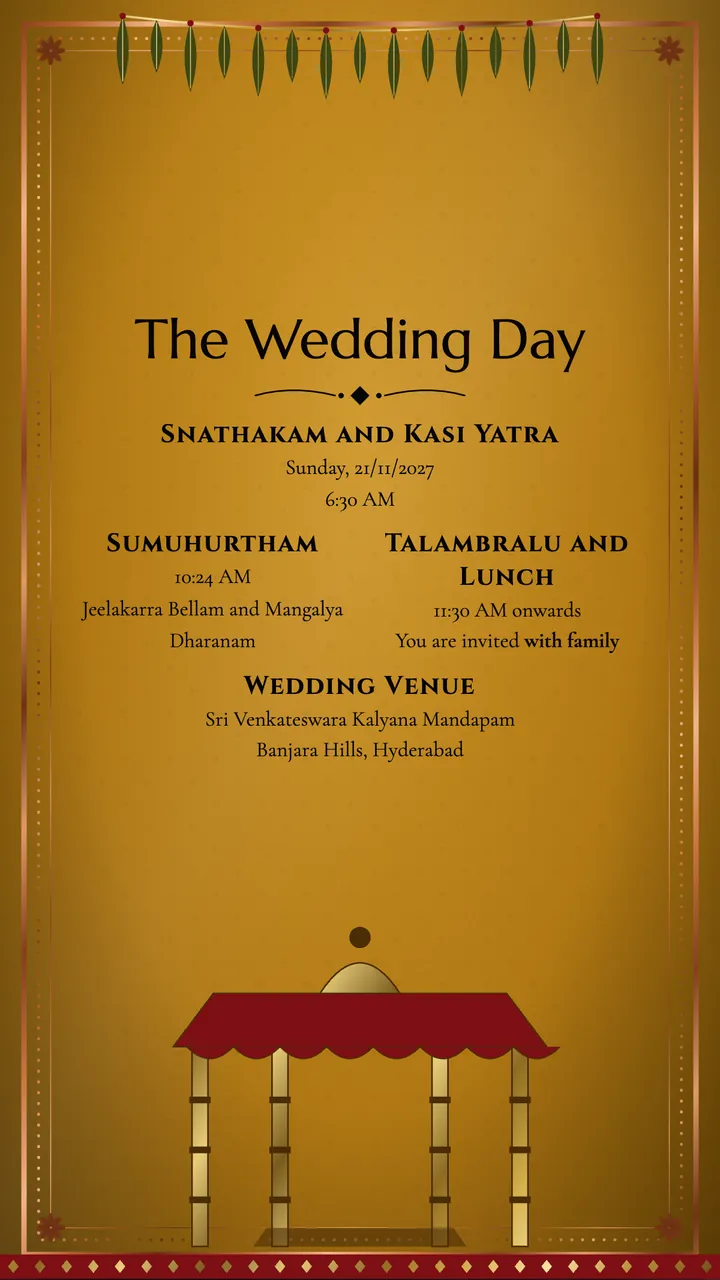 The Wedding Day
Snathakam and Kasi Yatra
Sunday, 21/11/2027
6:30 AM
Sumuhurtham
10:24 AM
Jeelakarra Bellam and Mangalya
Dharanam
Talambralu and
Lunch
11:30 AM onwards
You are invited with family
Wedding Venue
Sri Venkateswara Kalyana Mandapam
Banjara Hills, Hyderabad